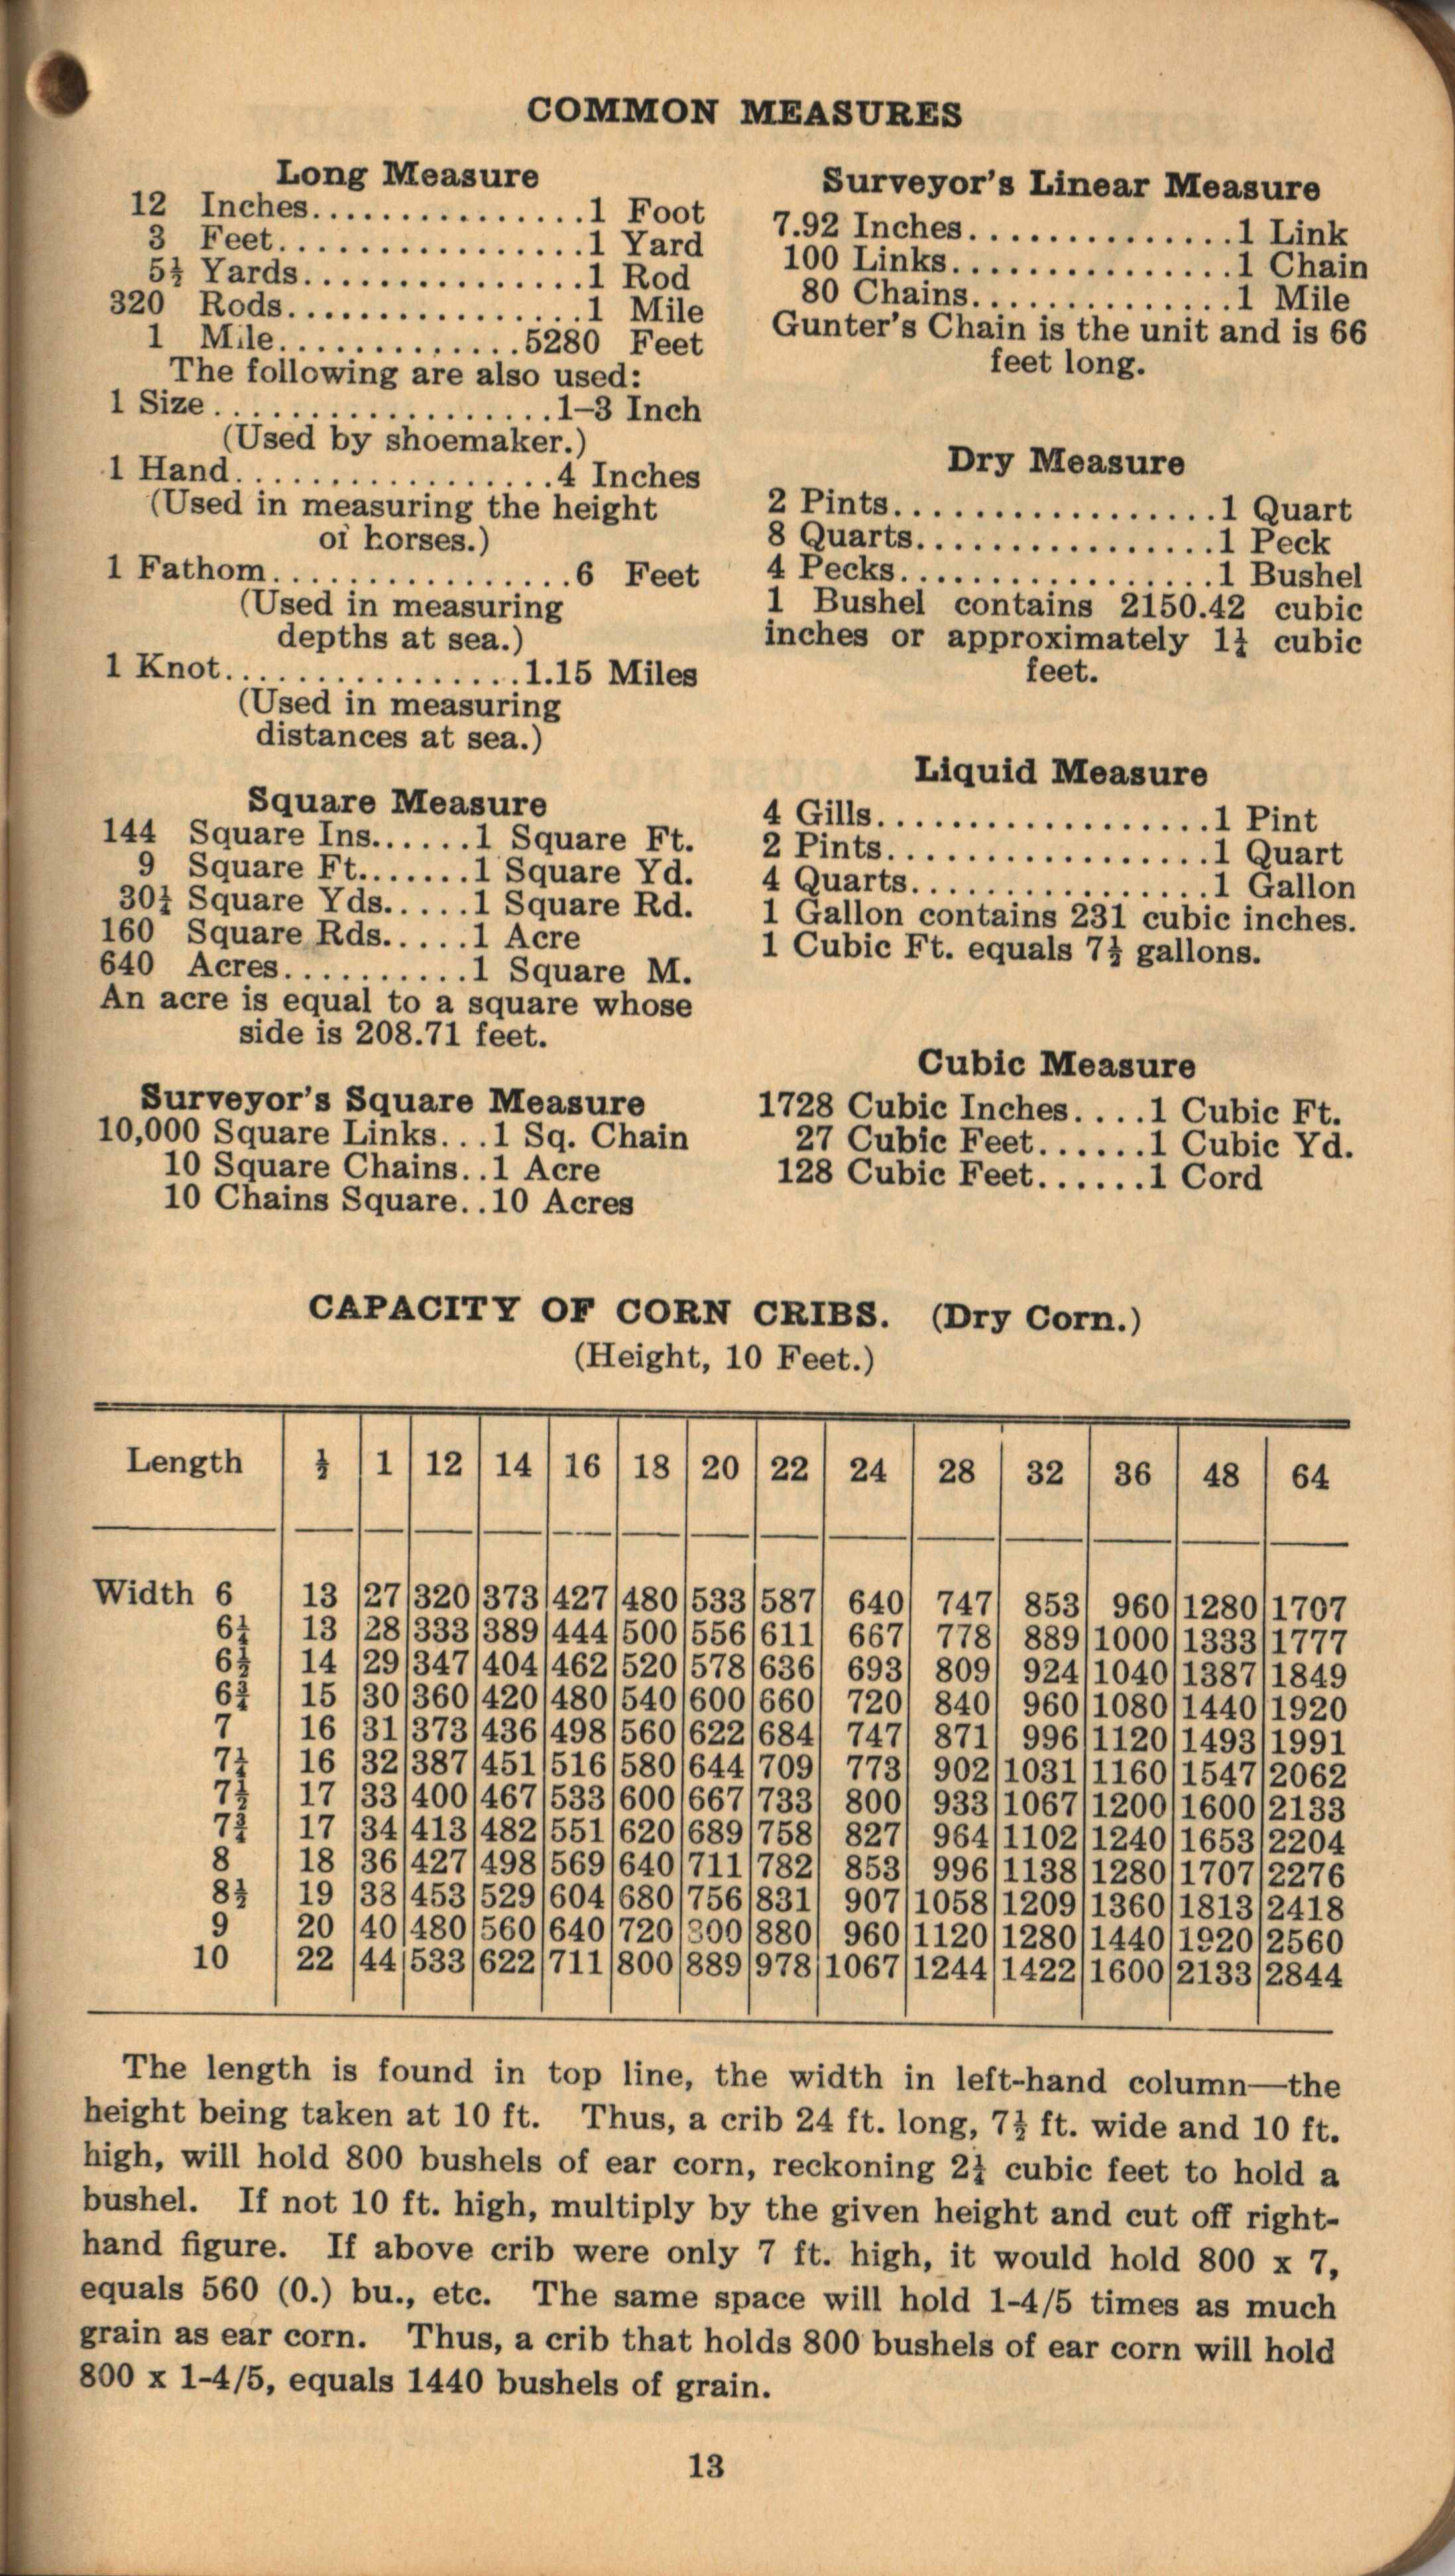 COMMON MEASURES
Long Measure
12 Inches...............1 Foot
3 Feet.................1 Yard
5½ Yards...............1 Rod
320 Rods................1 Mile
1 Mile.............5280 Feet
The following are also used:
1 Size..................1–3 Inch
(Used by shoemaker.)
1 Hand.................4 Inches
(Used in measuring the height
of horses.)
1 Fathom................6 Feet
(Used in measuring
depths at sea.)
1 Knot................1.15 Miles
(Used in measuring
distances at sea.)
Square Measure
144 Square Ins......1 Square Ft.
9 Square Ft.......1 Square Yd.
30¼ Square Yds.....1 Square Rd.
160 Square Rds.....1 Acre
640 Acres..........1 Square M.
An acre is equal to a square whose
side is 208.71 feet.
Surveyor's Square Measure
10,000 Square Links...1 Sq. Chain
10 Square Chains..1 Acre
10 Chains Square..10 Acres
Surveyor's Linear Measure
7.92 Inches..............1 Link
100 Links...............1 Chain
80 Chains..............1 Mile
Gunter's Chain is the unit and is 66
feet long.
Dry Measure
2 Pints.................1 Quart
8 Quarts................1 Peck
4 Pecks.................1 Bushel
1 Bushel contains 2150.42 cubic
inches or approximately 1¼ cubic
feet.
Liquid Measure
4 Gills..................1 Pint
2 Pints.................1 Quart
4 Quarts................1 Gallon
1 Gallon contains 231 cubic inches.
1 Cubic Ft. equals 7½ gallons.
Cubic Measure
1728 Cubic Inches....1 Cubic Ft.
27 Cubic Feet......1 Cubic Yd.
128 Cubic Feet......1 Cord
CAPACITY OF CORN CRIBS. (Dry Corn.)
(Height, 10 Feet.)
Length ½ 1 12 14 16 18 20 22 24 28 32 36 48 64
Width 6 13 27 320 373 427 480 533 587 640 747 853 960 1280 1707
6¼ 13 28 333 389 444 500 556 611 667 778 889 1000 1333 1777
6½ 14 29 347 404 462 520 578 636 693 809 924 1040 1387 1849
6¾ 15 30 360 420 480 540 600 660 720 840 960 1080 1440 1920
7 16 31 373 436 498 560 622 684 747 871 996 1120 1493 1991
7¼ 16 32 387 451 516 580 644 709 773 902 1031 1160 1547 2062
7½ 17 33 400 467 533 600 667 733 800 933 1067 1200 1600 2133
7¾ 17 34 413 482 551 620 689 758 827 964 1102 1240 1653 2204
8 18 36 427 498 569 640 711 782 853 996 1138 1280 1707 2276
8½ 19 38 453 529 604 680 756 831 907 1058 1209 1360 1813 2418
9 20 40 480 560 640 720 800 880 960 1120 1280 1440 1920 2560
10 22 44 533 622 711 800 889 978 1067 1244 1422 1600 2133 2844
The length is found in top line, the width in left-hand column—the
height being taken at 10 ft. Thus, a crib 24 ft. long, 7½ ft. wide and 10 ft.
high, will hold 800 bushels of ear corn, reckoning 2¼ cubic feet to hold a
bushel. If not 10 ft. high, multiply by the given height and cut off right-
hand figure. If above crib were only 7 ft. high, it would hold 800 x 7,
equals 560 (0.) bu., etc. The same space will hold 1-4/5 times as much
grain as ear corn. Thus, a crib that holds 800 bushels of ear corn will hold
800 x 1-4/5, equals 1440 bushels of grain.
13